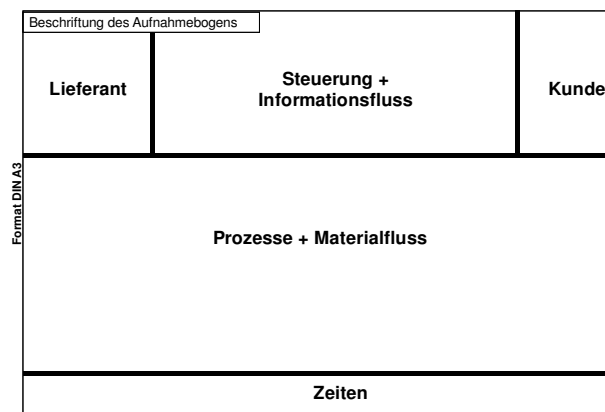 Beschriftung des Aufnahmebogens
Lieferant
Steuerung +
Informationsfluss
Kunde
Format DIN A3
Prozesse + Materialfluss
Zeiten